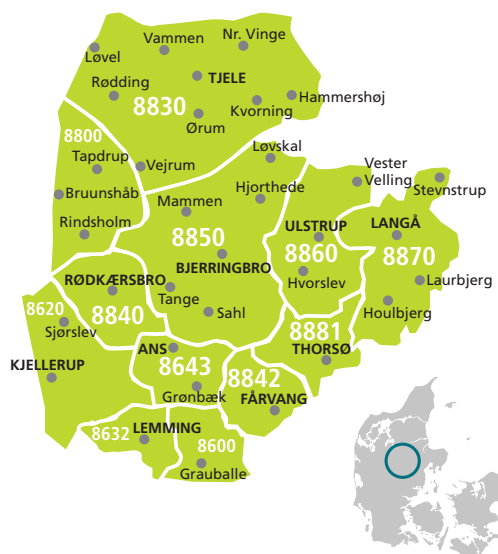 Nr. Vinge
Vammen
Løvel
TJELE
Rødding
Hammershøj
8830
Kvorning
Ørum
8800
Løvskal
Tapdrup
Vejrum
Vester
Velling
Stevnstrup
Bruunshåb
Hjorthede
Mammen
Rindsholm
ULSTRUP
LANGÅ
8850
8860
8870
BJERRINGBRO
RØDKÆRSBRO
Hvorslev
Laurbjerg
Tange
8620
8840
Houlbjerg
Sahl
Sjørslev
8881
ANS
THORSØ
8643
KJELLERUP
8842
Grønbæk
FÅRVANG
LEMMING
8632
8600
Grauballe